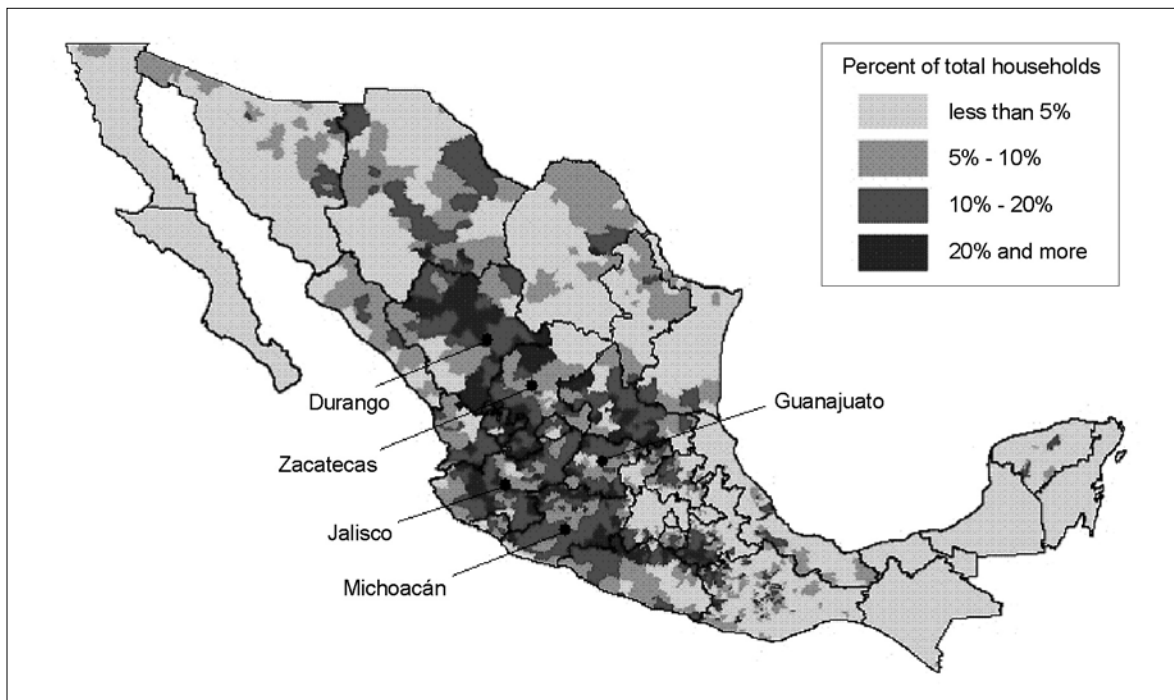 Percent of total households
less than 5%
5% - 10%
10% - 20%
20% and more
Durango
Guanajuato
Zacatecas
Jalisco
Michoacán